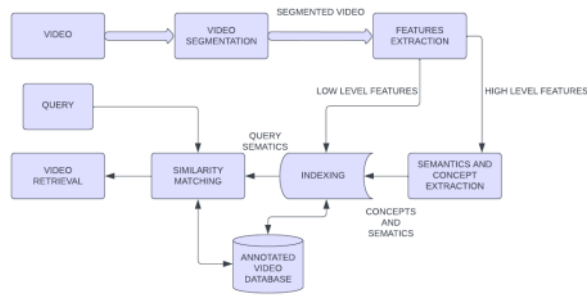 SEGMENTED VIDEO
VIDEO
VIDEO
SEGMENTATION
FEATURES
EXTRACTION
LOW LEVEL FEATURES
HIGH LEVEL FEATURES
QUERY
QUERY
SEMATICS
VIDEO
RETRIEVAL
SIMILARITY
MATCHING
INDEXING
SEMANTICS AND
CONCEPT
EXTRACTION
CONCEPTS
AND
SEMATICS
ANNOTATED
VIDEO
DATABASE